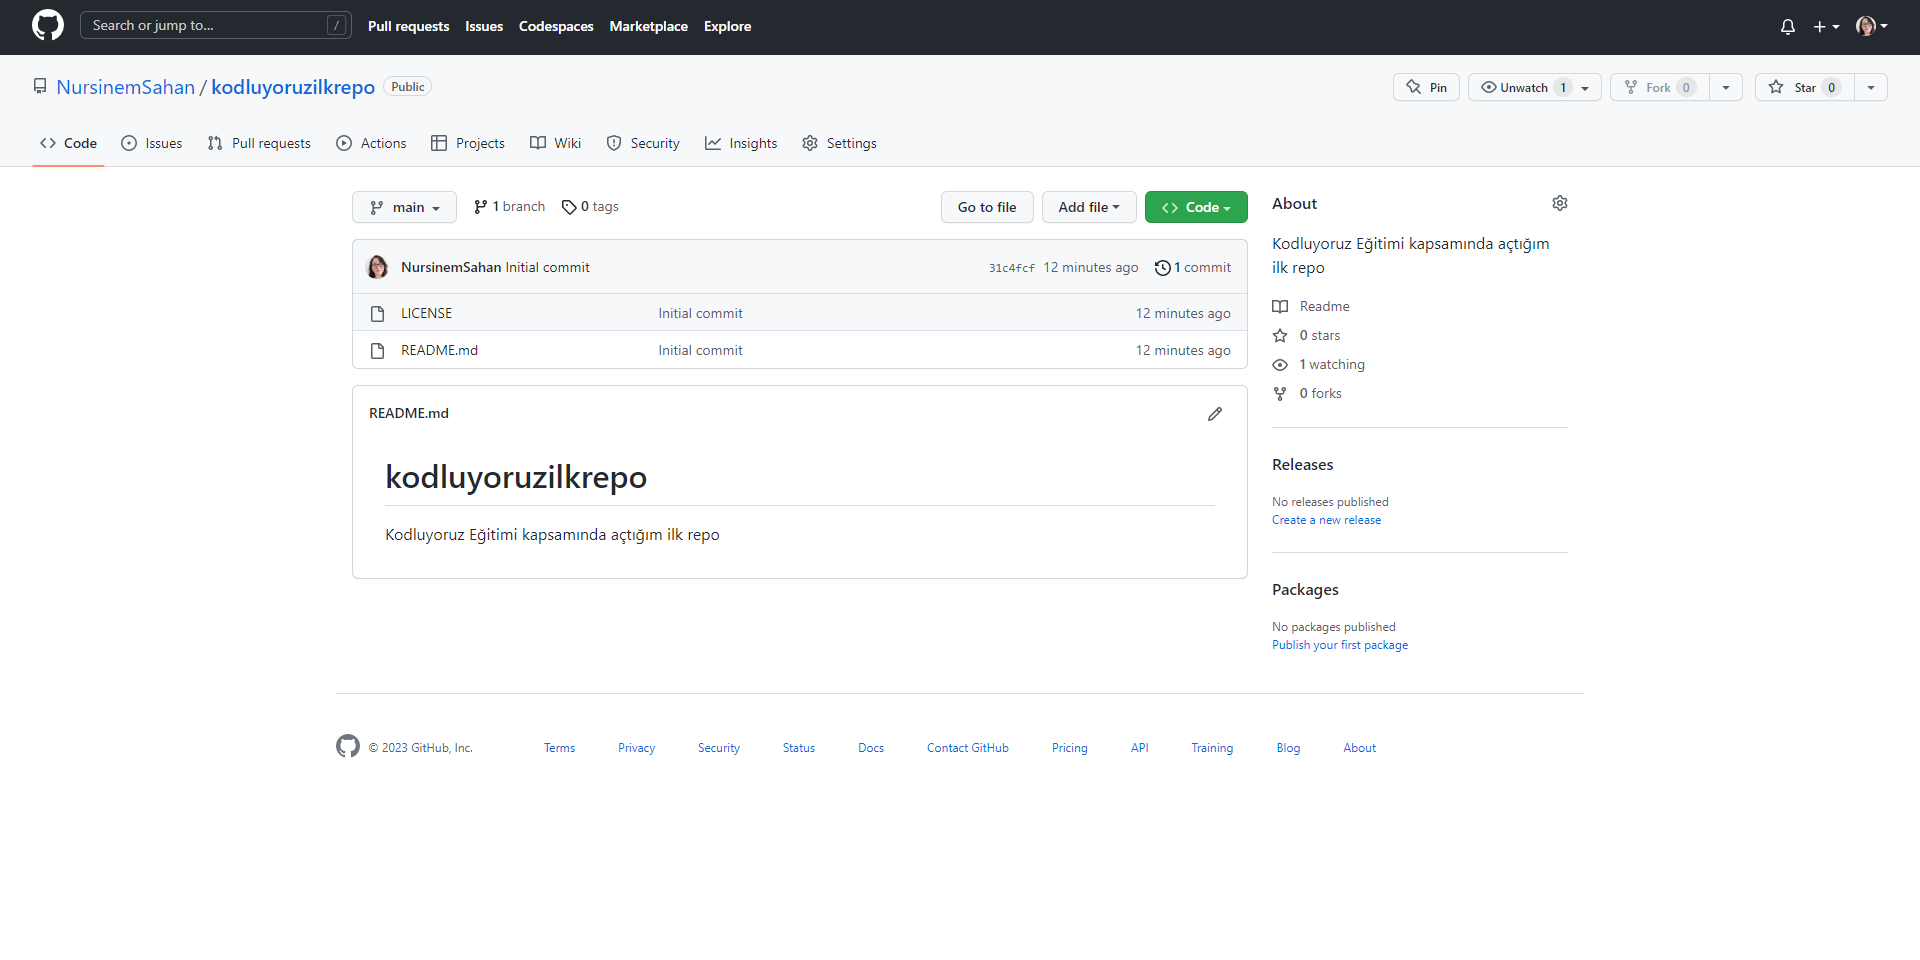 Search or jump to... /
Pull requests Issues Codespaces Marketplace Explore
NursinemSahan / kodluyoruzilkrepo Public
Pin Unwatch 1 Fork 0 Star 0
Code Issues Pull requests Actions Projects Wiki Security Insights Settings
main 1 branch 0 tags
Go to file Add file Code
NursinemSahan Initial commit 31c4fcf 12 minutes ago 1 commit
LICENSE Initial commit 12 minutes ago
README.md Initial commit 12 minutes ago
README.md
kodluyoruzilkrepo
Kodluyoruz Eğitimi kapsamında açtığım ilk repo
About
Kodluyoruz Eğitimi kapsamında açtığım
ilk repo
Readme
0 stars
1 watching
0 forks
Releases
No releases published
Create a new release
Packages
No packages published
Publish your first package
© 2023 GitHub, Inc. Terms Privacy Security Status Docs Contact GitHub Pricing API Training Blog About